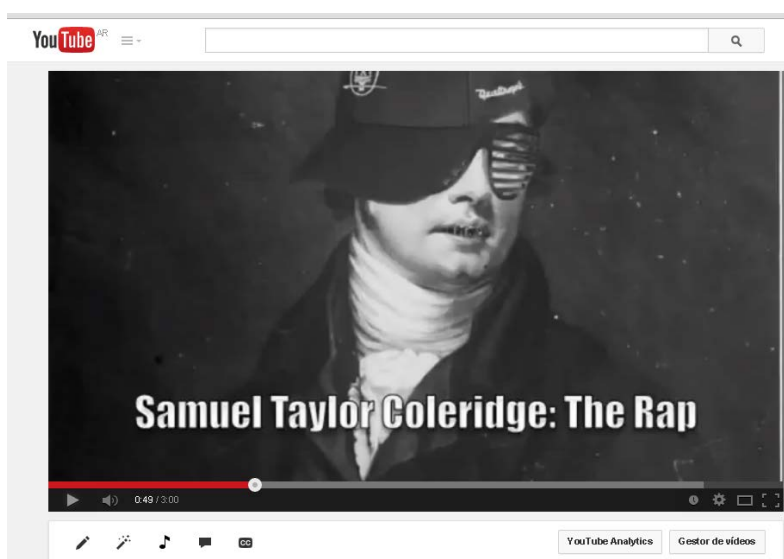 YouTube AR
Samuel Taylor Coleridge: The Rap
0:49 / 3:00
CC
YouTube Analytics
Gestor de vídeos